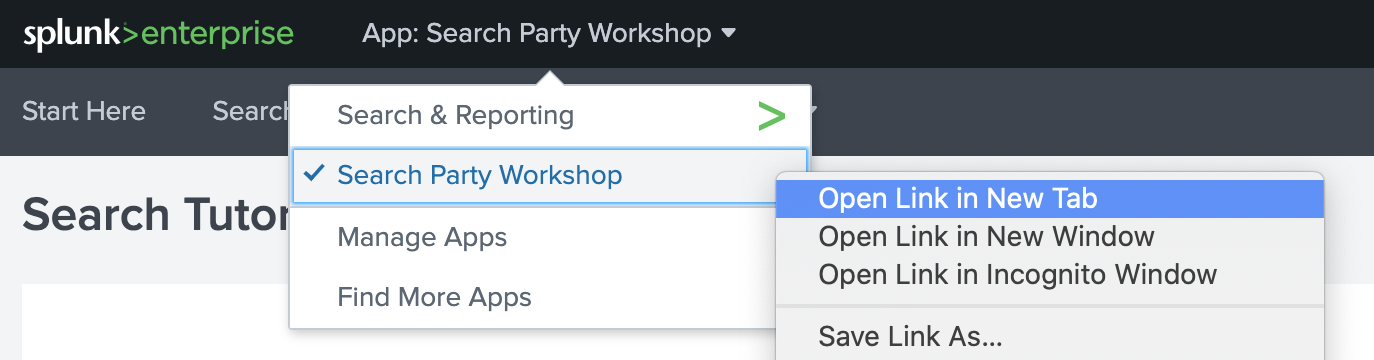 splunk>enterprise App: Search Party Workshop
Start Here Search
Search & Reporting
Search Party Workshop
Search Tutor
Manage Apps
Find More Apps
Open Link in New Tab
Open Link in New Window
Open Link in Incognito Window
Save Link As...